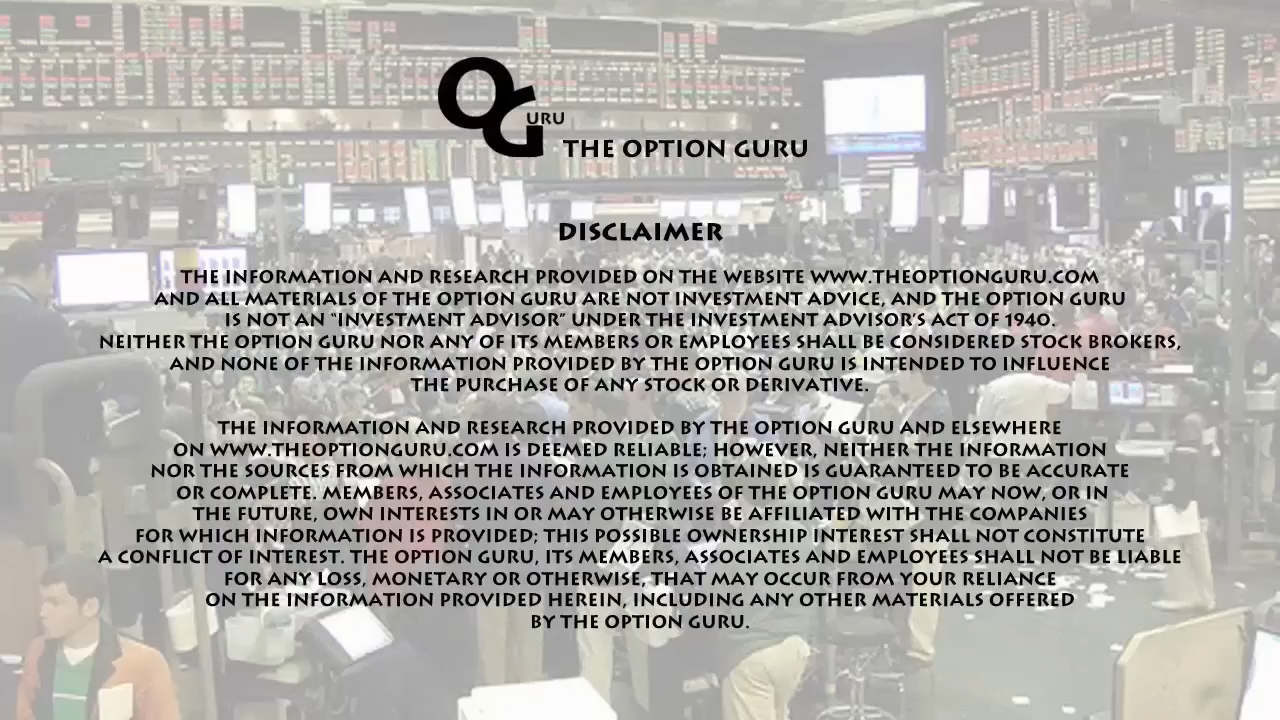 OG URU
THE OPTION GURU
DISCLAIMER
THE INFORMATION AND RESEARCH PROVIDED ON THE WEBSITE WWW.THEOPTIONGURU.COM
AND ALL MATERIALS OF THE OPTION GURU ARE NOT INVESTMENT ADVICE, AND THE OPTION GURU
IS NOT AN “INVESTMENT ADVISOR” UNDER THE INVESTMENT ADVISOR’S ACT OF 1940.
NEITHER THE OPTION GURU NOR ANY OF ITS MEMBERS OR EMPLOYEES SHALL BE CONSIDERED STOCK BROKERS,
AND NONE OF THE INFORMATION PROVIDED BY THE OPTION GURU IS INTENDED TO INFLUENCE
THE PURCHASE OF ANY STOCK OR DERIVATIVE.
THE INFORMATION AND RESEARCH PROVIDED BY THE OPTION GURU AND ELSEWHERE
ON WWW.THEOPTIONGURU.COM IS DEEMED RELIABLE; HOWEVER, NEITHER THE INFORMATION
NOR THE SOURCES FROM WHICH THE INFORMATION IS OBTAINED IS GUARANTEED TO BE ACCURATE
OR COMPLETE. MEMBERS, ASSOCIATES AND EMPLOYEES OF THE OPTION GURU MAY NOW, OR IN
THE FUTURE, OWN INTERESTS IN OR MAY OTHERWISE BE AFFILIATED WITH THE COMPANIES
FOR WHICH INFORMATION IS PROVIDED; THIS POSSIBLE OWNERSHIP INTEREST SHALL NOT CONSTITUTE
A CONFLICT OF INTEREST. THE OPTION GURU, ITS MEMBERS, ASSOCIATES AND EMPLOYEES SHALL NOT BE LIABLE
FOR ANY LOSS, MONETARY OR OTHERWISE, THAT MAY OCCUR FROM YOUR RELIANCE
ON THE INFORMATION PROVIDED HEREIN, INCLUDING ANY OTHER MATERIALS OFFERED
BY THE OPTION GURU.